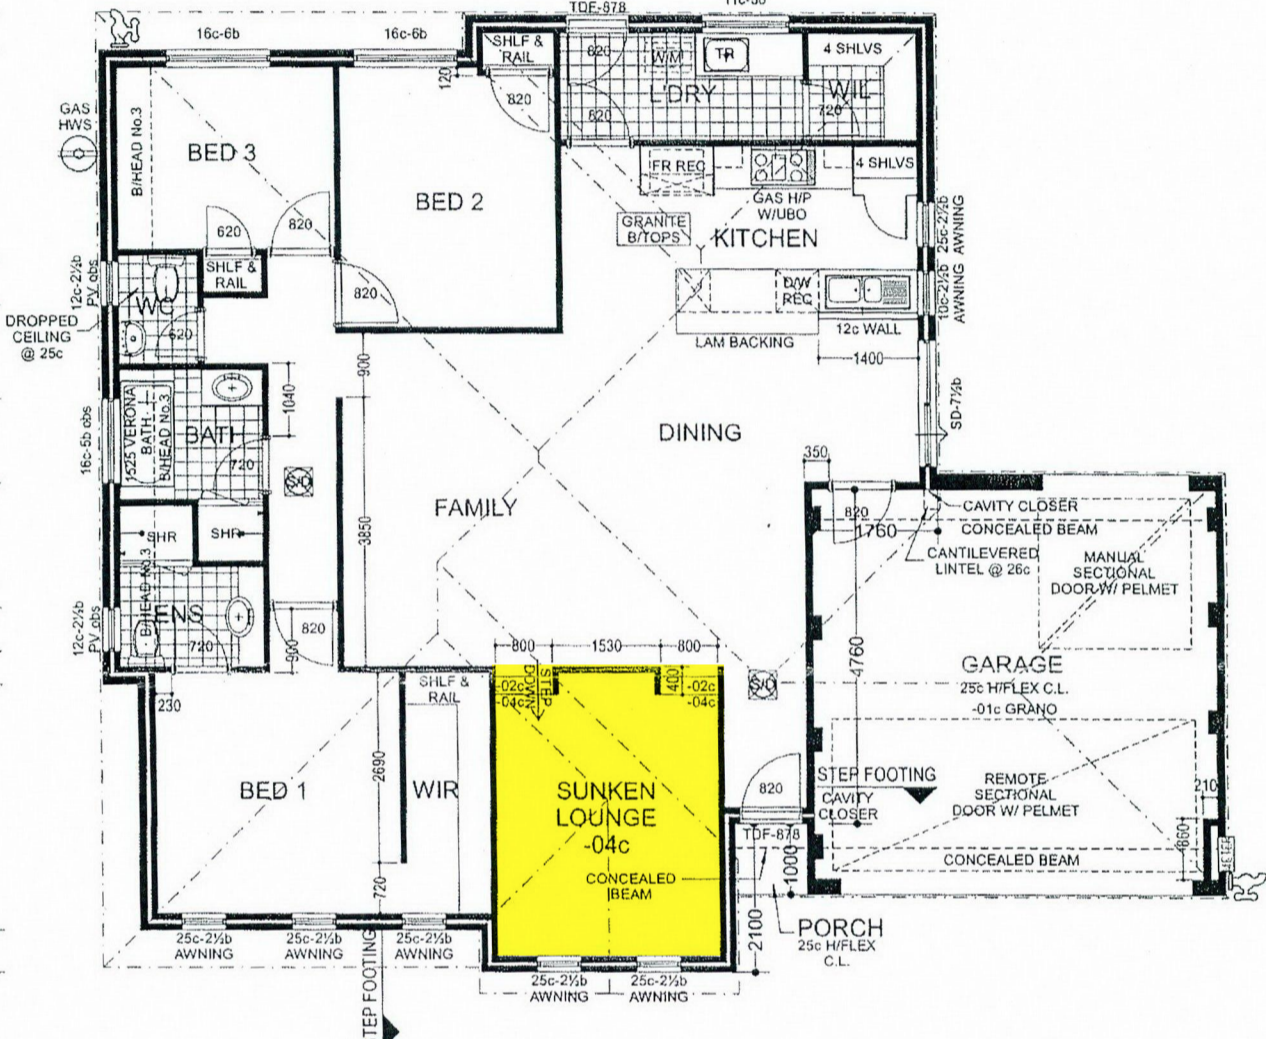 TDF-878
16c-6b
16c-6b
SHLF &
RAIL
820
W/M
TR
4 SHLVS
120
820
L'DRY
WIL
720
820
GAS
HWS
B/HEAD No.3
BED 3
BED 2
FR REC
4 SHLVS
GAS H/P
W/UBO
620
820
GRANITE
B/TOPS
KITCHEN
25c-2½b
AWNING
SHLF &
RAIL
12c-2½b
PV obs
WC
820
D/W
REC
10c-2½b
AWNING
DROPPED
CEILING
@ 25c
620
12c WALL
LAM BACKING
1400
900
1040
SD-7½b
16c-5b obs
1525 VERONA
BATH
B/HEAD No.3
BATH
720
DINING
350
S/D
FAMILY
3850
820
1760
CAVITY CLOSER
CONCEALED BEAM
CANTILEVERED
LINTEL @ 26c
MANUAL
SECTIONAL
DOOR W/ PELMET
SHR
SHR
B/HEAD No.3
ENS
12c-2½b
PV obs
820
900
720
800
1530
800
4760
GARAGE
25c H/FLEX C.L.
-01c GRANO
230
SHLF &
RAIL
-02c
-04c
STEP
DOWN
400
-02c
-04c
S/D
BED 1
2690
WIR
SUNKEN
LOUNGE
-04c
820
STEP FOOTING
CAVITY
CLOSER
REMOTE
SECTIONAL
DOOR W/ PELMET
210
TDF-878
CONCEALED
BEAM
1000
860
CONCEALED BEAM
METER
720
2100
PORCH
25c H/FLEX
C.L.
25c-2½b
AWNING
25c-2½b
AWNING
25c-2½b
AWNING
25c-2½b
AWNING
25c-2½b
AWNING
TEP FOOTING